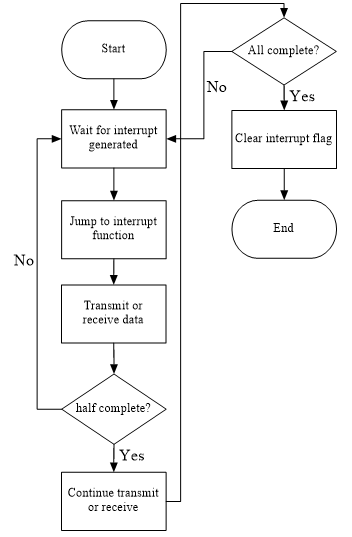 Start
Wait for interrupt
generated
Jump to interrupt
function
Transmit or
receive data
half complete?
No
Yes
Continue transmit
or receive
All complete?
No
Yes
Clear interrupt flag
End